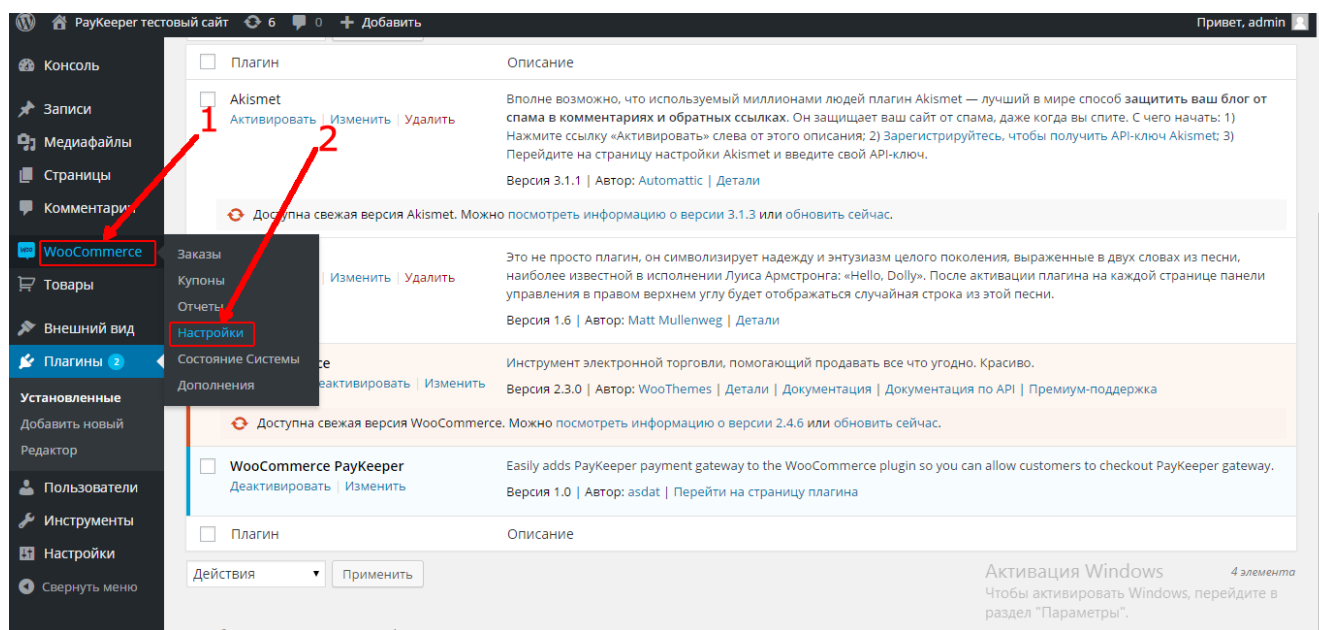 PayKeeper тестовый сайт 6 0 Добавить Привет, admin
Консоль
Записи
Медиафайлы
Страницы
Комментарии
WooCommerce
Товары
Внешний вид
Плагины 2
Установленные
Добавить новый
Редактор
Пользователи
Инструменты
Настройки
Свернуть меню
1
2
Заказы
Купоны
Отчеты
Настройки
Состояние Системы
Дополнения
Плагин Описание
Akismet
Активировать | Изменить | Удалить
Вполне возможно, что используемый миллионами людей плагин Akismet — лучший в мире способ защитить ваш блог от
спама в комментариях и обратных ссылках. Он защищает ваш сайт от спама, даже когда вы спите. С чего начать: 1)
Нажмите ссылку «Активировать» слева от этого описания; 2) Зарегистрируйтесь, чтобы получить API-ключ Akismet; 3)
Перейдите на страницу настройки Akismet и введите свой API-ключ.
Версия 3.1.1 | Автор: Automattic | Детали
Доступна свежая версия Akismet. Можно посмотреть информацию о версии 3.1.3 или обновить сейчас.
Изменить | Удалить
Это не просто плагин, он символизирует надежду и энтузиазм целого поколения, выраженные в двух словах из песни,
наиболее известной в исполнении Луиса Армстронга: «Hello, Dolly». После активации плагина на каждой странице панели
управления в правом верхнем углу будет отображаться случайная строка из этой песни.
Версия 1.6 | Автор: Matt Mullenweg | Детали
ce
еактивировать | Изменить
Инструмент электронной торговли, помогающий продавать все что угодно. Красиво.
Версия 2.3.0 | Автор: WooThemes | Детали | Документация | Документация по API | Премиум-поддержка
Доступна свежая версия WooCommerce. Можно посмотреть информацию о версии 2.4.6 или обновить сейчас.
WooCommerce PayKeeper
Деактивировать | Изменить
Easily adds PayKeeper payment gateway to the WooCommerce plugin so you can allow customers to checkout PayKeeper gateway.
Версия 1.0 | Автор: asdat | Перейти на страницу плагина
Плагин Описание
Действия Применить
4 элемента
Активация Windows
Чтобы активировать Windows, перейдите в
раздел "Параметры".